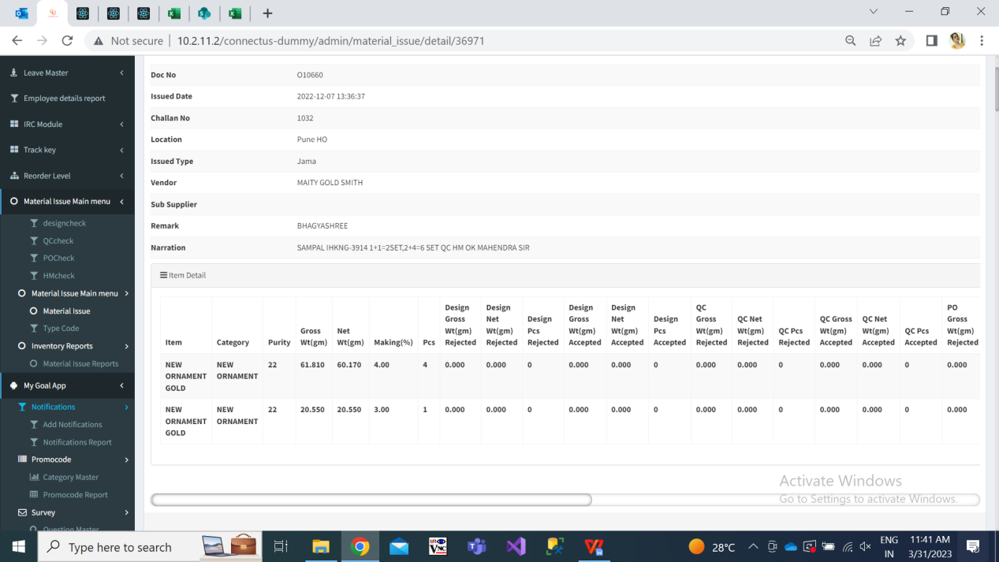 Not secure
10.2.11.2/connectus-dummy/admin/material_issue/detail/36971
Leave Master
Employee details report
IRC Module
Track key
Reorder Level
Material Issue Main menu
designcheck
QCcheck
POCheck
HMcheck
Material Issue Main menu
Material Issue
Type Code
Inventory Reports
Material Issue Reports
My Goal App
Notifications
Add Notifications
Notifications Report
Promocode
Category Master
Promocode Report
Survey
Question Master
Doc No O10660
Issued Date 2022-12-07 13:36:37
Challan No 1032
Location Pune HO
Issued Type Jama
Vendor MAITY GOLD SMITH
Sub Supplier
Remark BHAGYASHREE
Narration SAMPAL IHKNG-3914 1+1=2SET,2+4=6 SET QC HM OK MAHENDRA SIR
Item Detail
Item Category Purity Gross Wt(gm) Net Wt(gm) Making(%) Pcs Design Gross Wt(gm) Rejected Design Net Wt(gm) Rejected Design Pcs Rejected Design Gross Wt(gm) Accepted Design Net Wt(gm) Accepted Design Pcs Accepted QC Gross Wt(gm) Rejected QC Net Wt(gm) Rejected QC Pcs Rejected QC Gross Wt(gm) Accepted QC Net Wt(gm) Accepted QC Pcs Accepted PO Gross Wt(gm) Rejected
NEW ORNAMENT GOLD NEW ORNAMENT 22 61.810 60.170 4.00 4 0.000 0.000 0 0.000 0.000 0 0.000 0.000 0 0.000 0.000 0 0.000
NEW ORNAMENT GOLD NEW ORNAMENT 22 20.550 20.550 3.00 1 0.000 0.000 0 0.000 0.000 0 0.000 0.000 0 0.000 0.000 0 0.000
Activate Windows
Go to Settings to activate Windows.
Type here to search
28°C
ENG
IN
11:41 AM
3/31/2023